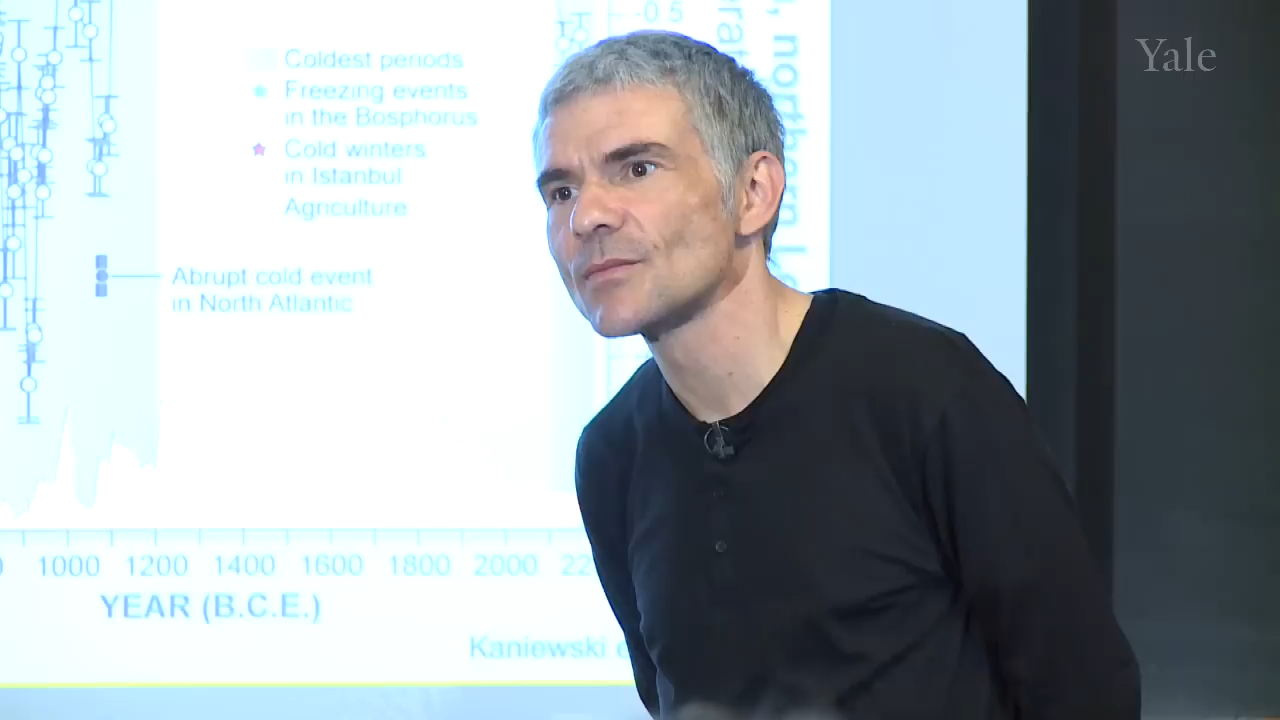 Yale
-0 5
northern
Coldest periods
Freezing events
in the Bosphorus
Cold winters
in Istanbul
Agriculture
Abrupt cold event
in North Atlantic
1000 1200 1400 1600 1800 2000
YEAR (B.C.E.)
Kaniewski